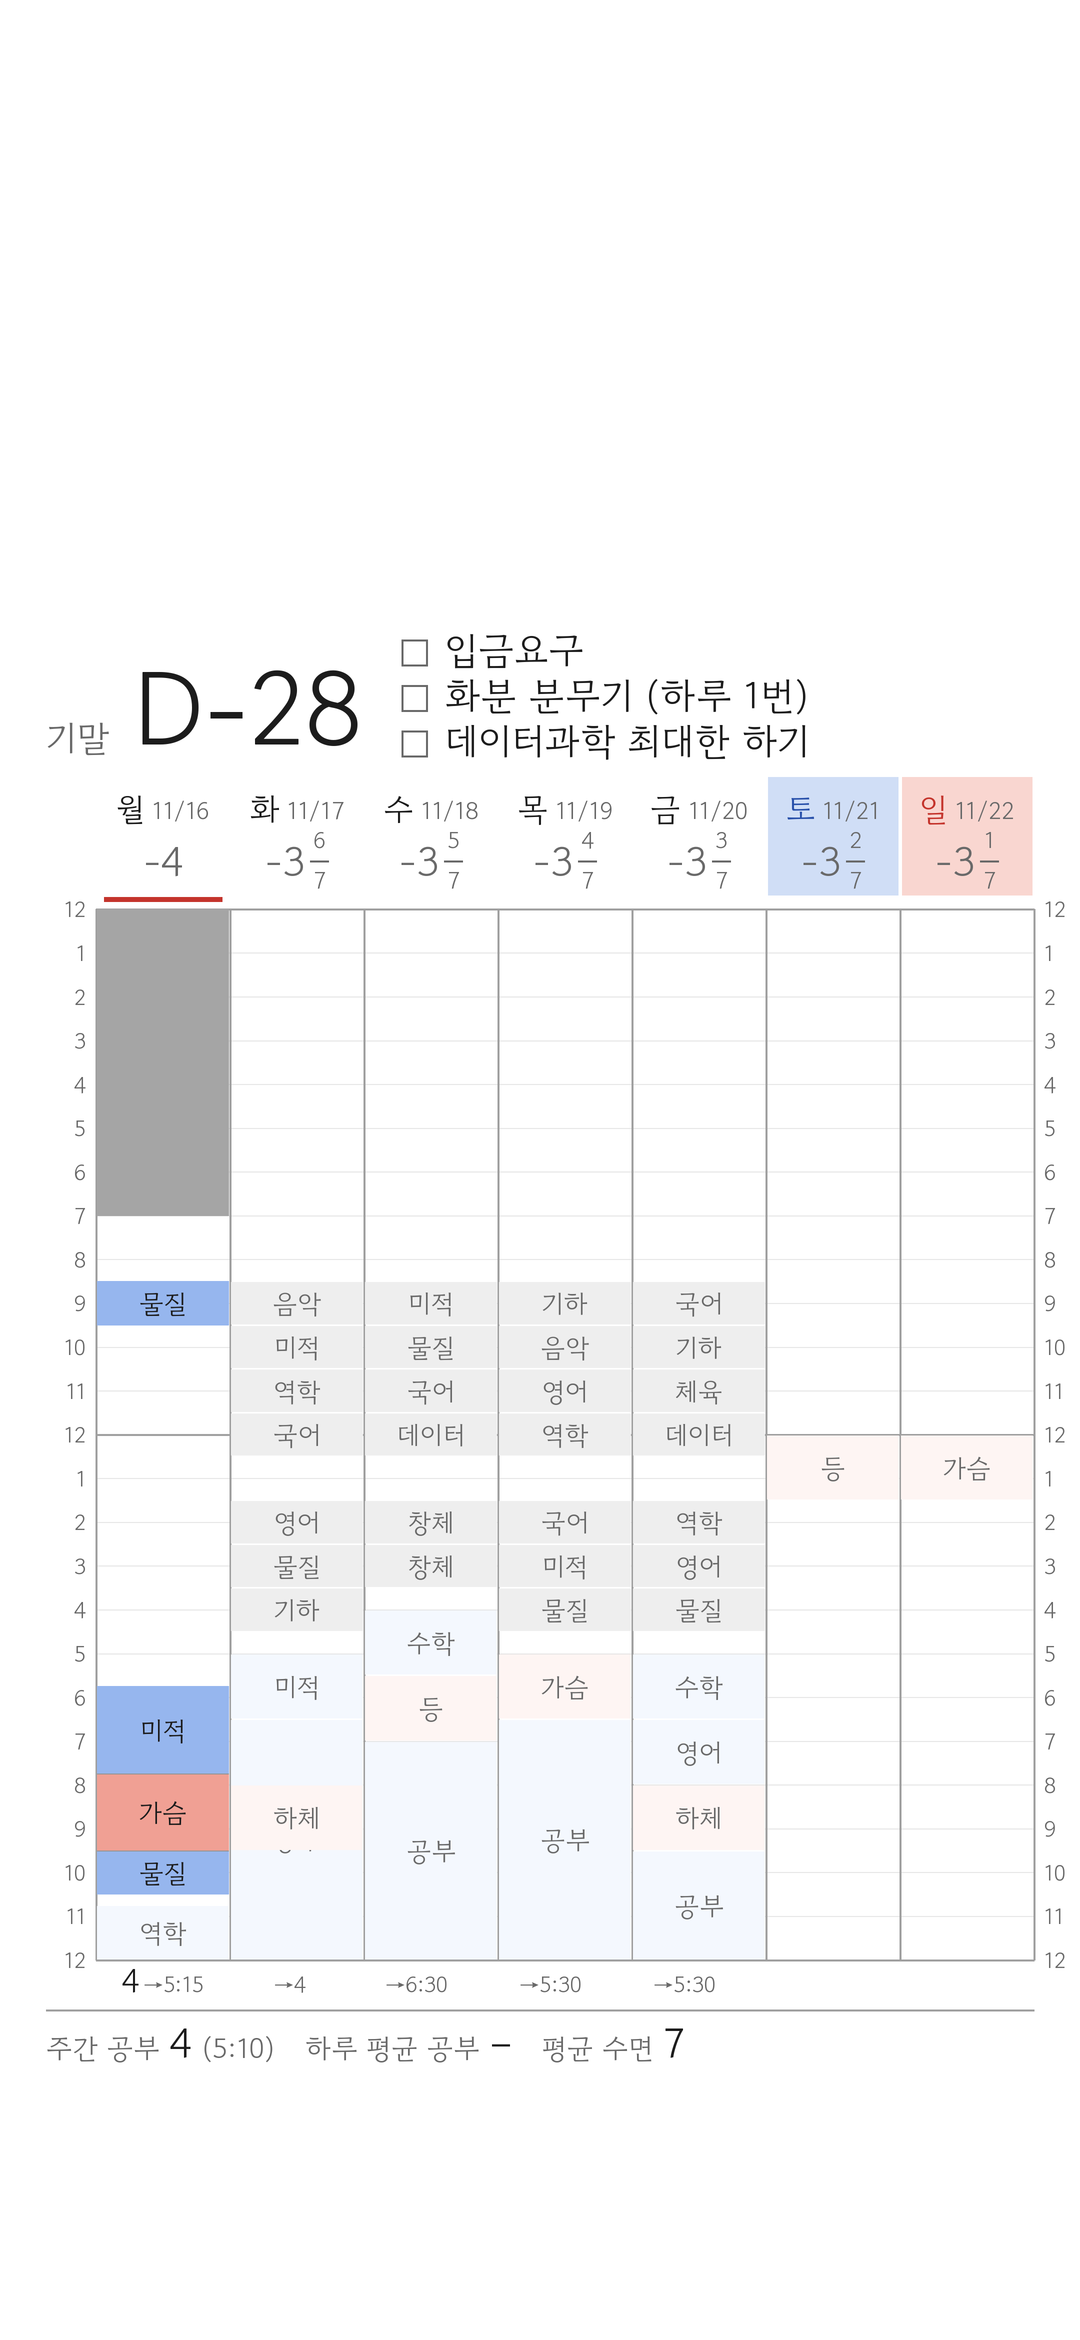 입금요구
화분 분무기 (하루 1번)
데이터과학 최대한 하기
기말 D-28
월 11/16 화 11/17 수 11/18 목 11/19 금 11/20 토 11/21 일 11/22
-4 -3 6/7 -3 5/7 -3 4/7 -3 3/7 -3 2/7 -3 1/7
12 12
1 1
2 2
3 3
4 4
5 5
6 6
7 7
8 8
9 물질 음악 미적 기하 국어 9
10 미적 물질 음악 기하 10
11 역학 국어 영어 체육 11
12 국어 데이터 역학 데이터 12
1 등 가슴 1
2 영어 창체 국어 역학 2
3 물질 창체 미적 영어 3
4 기하 물질 물질 4
수학
5 5
6 미적 가슴 수학 6
등
7 미적 영어 7
8 8
9 가슴 하체 공부 공부 하체 9
10 물질 10
공부
11 역학 11
12 12
4 →5:15 →4 →6:30 →5:30 →5:30
주간 공부 4 (5:10) 하루 평균 공부 – 평균 수면 7